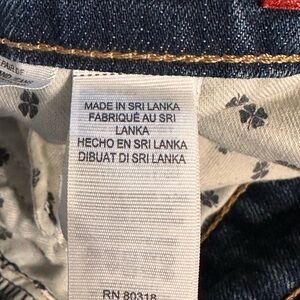 MADE IN SRI LANKA
FABRIQUÉ AU SRI
LANKA
HECHO EN SRI LANKA
DIBUAT DI SRI LANKA
RN 80318